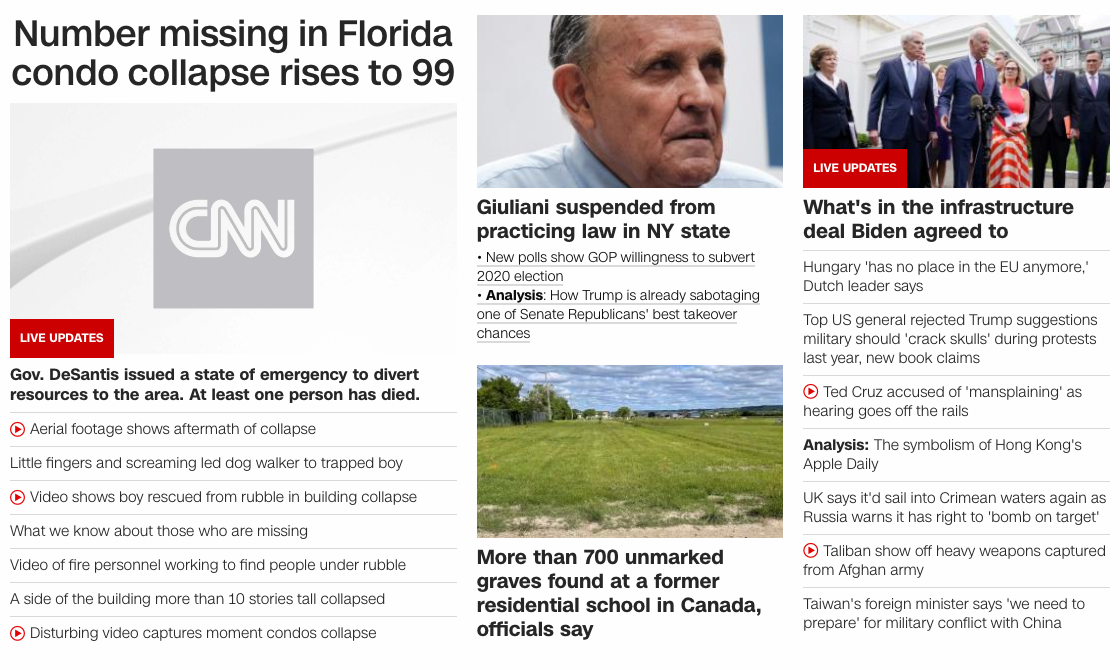 Number missing in Florida
condo collapse rises to 99
CNN
LIVE UPDATES
Gov. DeSantis issued a state of emergency to divert
resources to the area. At least one person has died.
Aerial footage shows aftermath of collapse
Little fingers and screaming led dog walker to trapped boy
Video shows boy rescued from rubble in building collapse
What we know about those who are missing
Video of fire personnel working to find people under rubble
A side of the building more than 10 stories tall collapsed
Disturbing video captures moment condos collapse
Giuliani suspended from
practicing law in NY state
• New polls show GOP willingness to subvert
2020 election
• Analysis: How Trump is already sabotaging
one of Senate Republicans' best takeover
chances
More than 700 unmarked
graves found at a former
residential school in Canada,
officials say
LIVE UPDATES
What's in the infrastructure
deal Biden agreed to
Hungary 'has no place in the EU anymore,'
Dutch leader says
Top US general rejected Trump suggestions
military should 'crack skulls' during protests
last year, new book claims
Ted Cruz accused of 'mansplaining' as
hearing goes off the rails
Analysis: The symbolism of Hong Kong's
Apple Daily
UK says it'd sail into Crimean waters again as
Russia warns it has right to 'bomb on target'
Taliban show off heavy weapons captured
from Afghan army
Taiwan's foreign minister says 'we need to
prepare' for military conflict with China